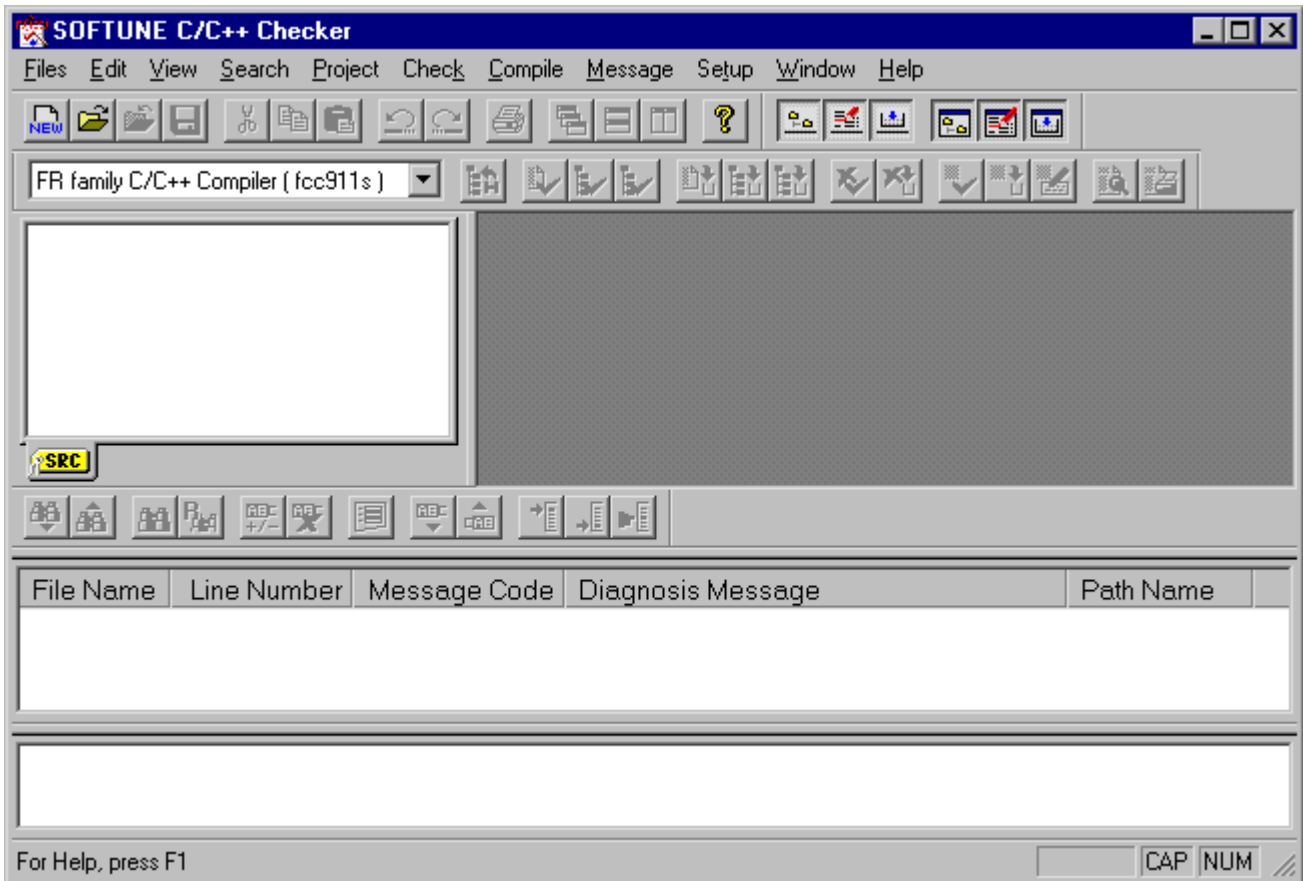 SOFTUNE C/C++ Checker
Files Edit View Search Project Check Compile Message Setup Window Help
NEW
FR family C/C++ Compiler ( fcc911s )
SRC
File Name Line Number Message Code Diagnosis Message Path Name
For Help, press F1 CAP NUM